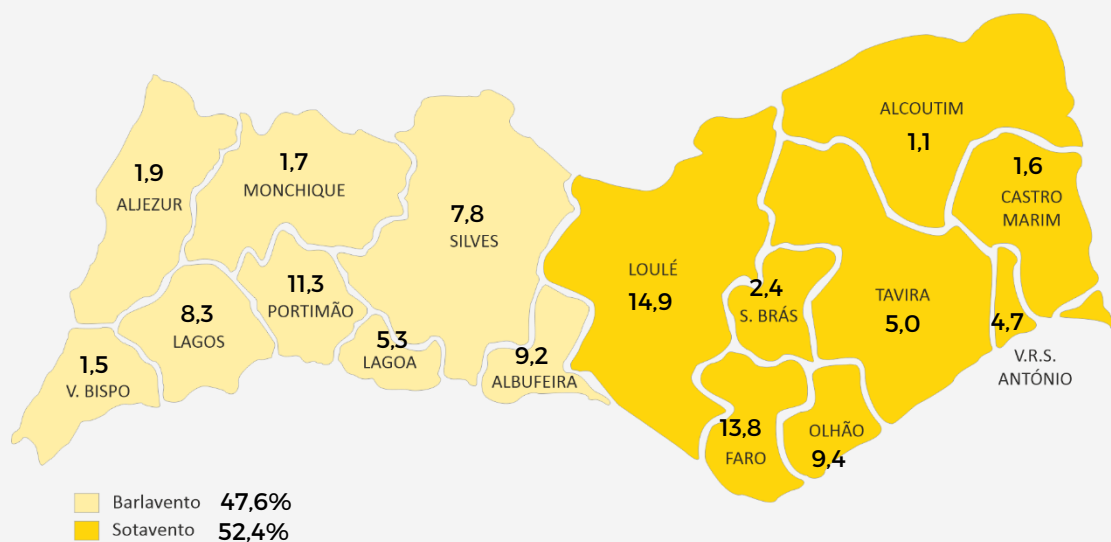 ALCOUTIM
1,1
1,9
ALJEZUR
1,7
MONCHIQUE
7,8
SILVES
1,6
CASTRO
MARIM
LOULÉ
14,9
2,4
S. BRÁS
TAVIRA
5,0
11,3
PORTIMÃO
8,3
LAGOS
5,3
LAGOA
9,2
ALBUFEIRA
4,7
V.R.S.
ANTÓNIO
1,5
V. BISPO
13,8
FARO
OLHÃO
9,4
Barlavento 47,6%
Sotavento 52,4%